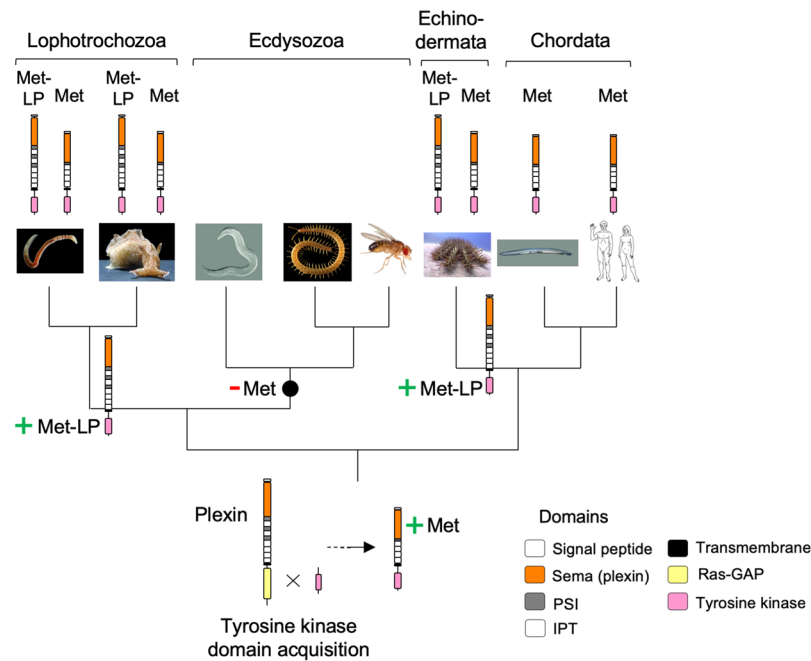 Lophotrochozoa
Ecdysozoa
Echino-
dermata
Chordata
Met-
LP
Met
Met-
LP
Met
Met-
LP
Met
Met
Met
- Met
+ Met-LP
+ Met-LP
Plexin
+ Met
×
Tyrosine kinase
domain acquisition
Domains
Signal peptide
Sema (plexin)
PSI
IPT
Transmembrane
Ras-GAP
Tyrosine kinase